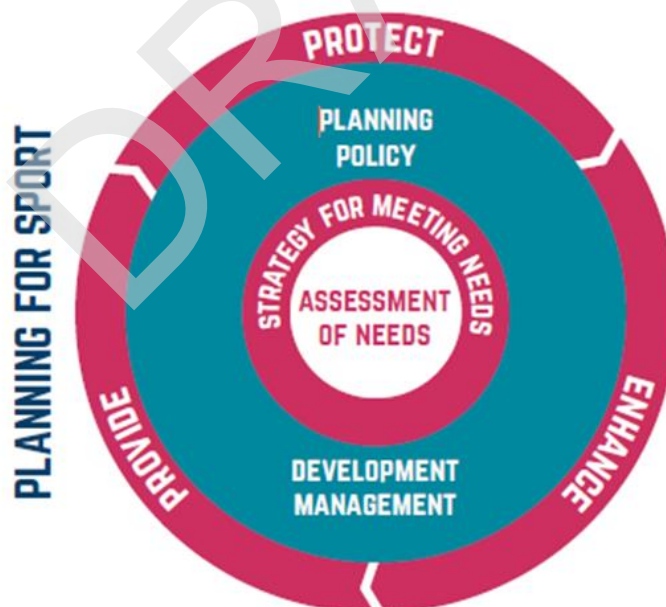 PLANNING FOR SPORT
PROTECT
PLANNING
POLICY
STRATEGY FOR MEETING NEEDS
ASSESSMENT
OF NEEDS
PROVIDE
ENHANCE
DEVELOPMENT
MANAGEMENT